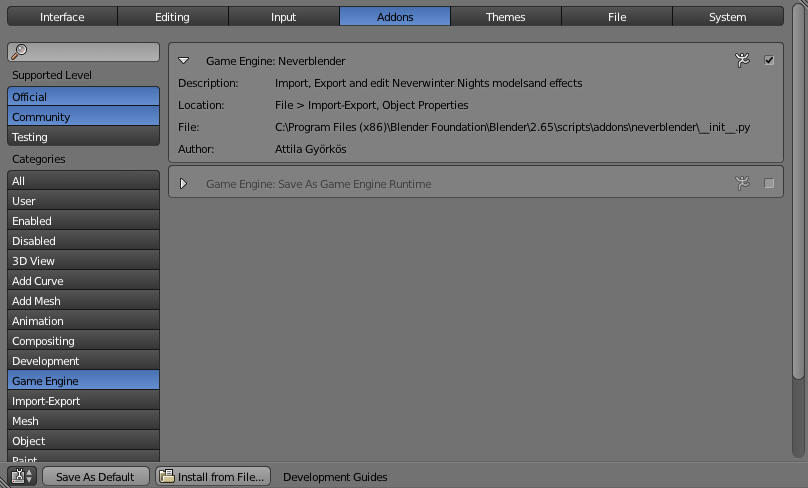 Interface Editing Input Addons Themes File System
Supported Level
Official
Community
Testing
Categories
All
User
Enabled
Disabled
3D View
Add Curve
Add Mesh
Animation
Compositing
Development
Game Engine
Import-Export
Mesh
Object
Paint
Game Engine: Neverblender
Description: Import, Export and edit Neverwinter Nights modelsand effects
Location: File > Import-Export, Object Properties
File: C:\Program Files (x86)\Blender Foundation\Blender\2.65\scripts\addons\neverblender\__init__.py
Author: Attila Györkös
Game Engine: Save As Game Engine Runtime
Save As Default Install from File... Development Guides